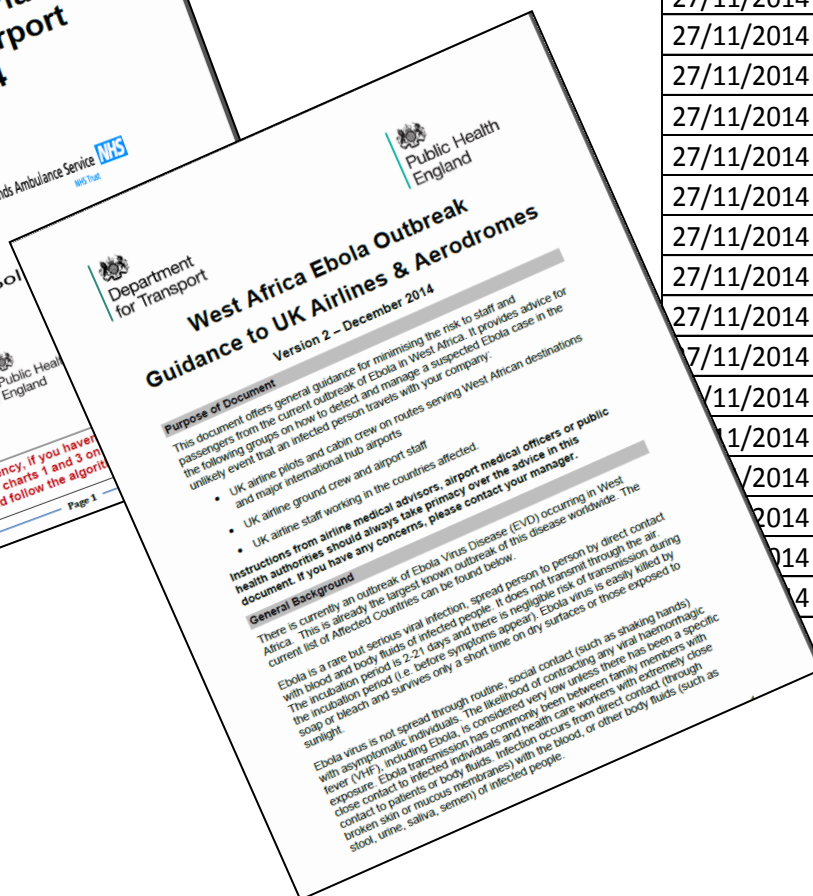 rport
4
nds Ambulance Service NHS
NHS Trust
Public Heal
England
ncy, if you haven
charts 1 and 3 on
d follow the algorit
Page 1
Department
for Transport
Public Health
England
West Africa Ebola Outbreak
Guidance to UK Airlines & Aerodromes
Version 2 – December 2014
Purpose of Document
This document offers general guidance for minimising the risk to staff and
passengers from the current outbreak of Ebola in West Africa. It provides advice for
the following groups on how to detect and manage a suspected Ebola case in the
unlikely event that an infected person travels with your company:
• UK airline pilots and cabin crew on routes serving West African destinations
and major international hub airports
• UK airline ground crew and airport staff
• UK airline staff working in the countries affected.
Instructions from airline medical advisors, airport medical officers or public
health authorities should always take primacy over the advice in this
document. If you have any concerns, please contact your manager.
General Background
There is currently an outbreak of Ebola Virus Disease (EVD) occurring in West
Africa. This is already the largest known outbreak of this disease worldwide. The
current list of Affected Countries can be found below.
Ebola is a rare but serious viral infection, spread person to person by direct contact
with blood and body fluids of infected people. It does not transmit through the air.
The incubation period is 2-21 days and there is negligible risk of transmission during
the incubation period (i.e. before symptoms appear). Ebola virus is easily killed by
soap or bleach and survives only a short time on dry surfaces or those exposed to
sunlight.
Ebola virus is not spread through routine, social contact (such as shaking hands)
with asymptomatic individuals. The likelihood of contracting any viral haemorrhagic
fever (VHF), including Ebola, is considered very low unless there has been a specific
exposure. Ebola transmission has commonly been between family members with
close contact to infected individuals and health care workers with extremely close
contact to patients or body fluids. Infection occurs from direct contact (through
broken skin or mucous membranes) with the blood, or other body fluids (such as
stool, urine, saliva, semen) of infected people.
27/11/2014
27/11/2014
27/11/2014
27/11/2014
27/11/2014
27/11/2014
27/11/2014
27/11/2014
27/11/2014
7/11/2014
/11/2014
11/2014
/2014
2014
014
4